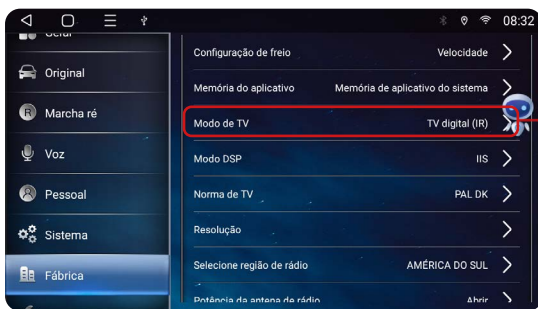 08:32
Geral
Original
Marcha ré
Voz
Pessoal
Sistema
Fábrica
Configuração de freio Velocidade
Memória do aplicativo Memória de aplicativo do sistema
Modo de TV TV digital (IR)
Modo DSP IIS
Norma de TV PAL DK
Resolução
Selecione região de rádio AMÉRICA DO SUL
Potência da antena de rádio Abrir